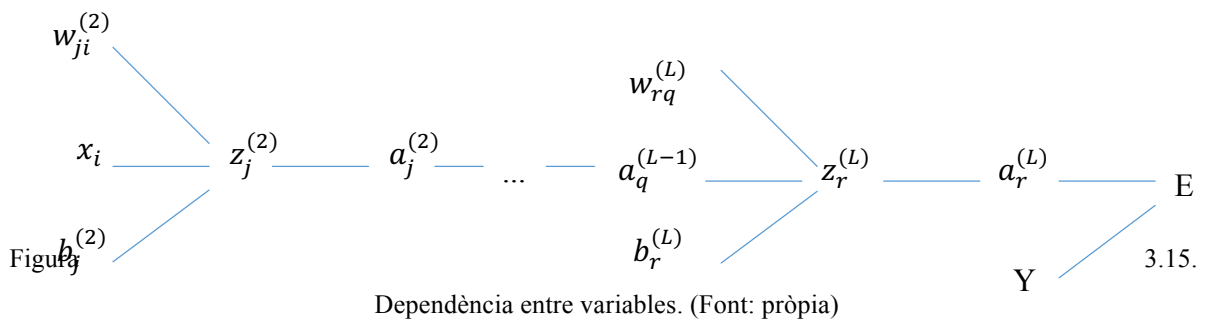 w_{ji}^{(2)}
w_{rq}^{(L)}
x_i z_j^{(2)} a_j^{(2)} ... a_q^{(L-1)} z_r^{(L)} a_r^{(L)} E
b_j^{(2)} b_r^{(L)} Y
Figura 3.15.
Dependència entre variables. (Font: pròpia)